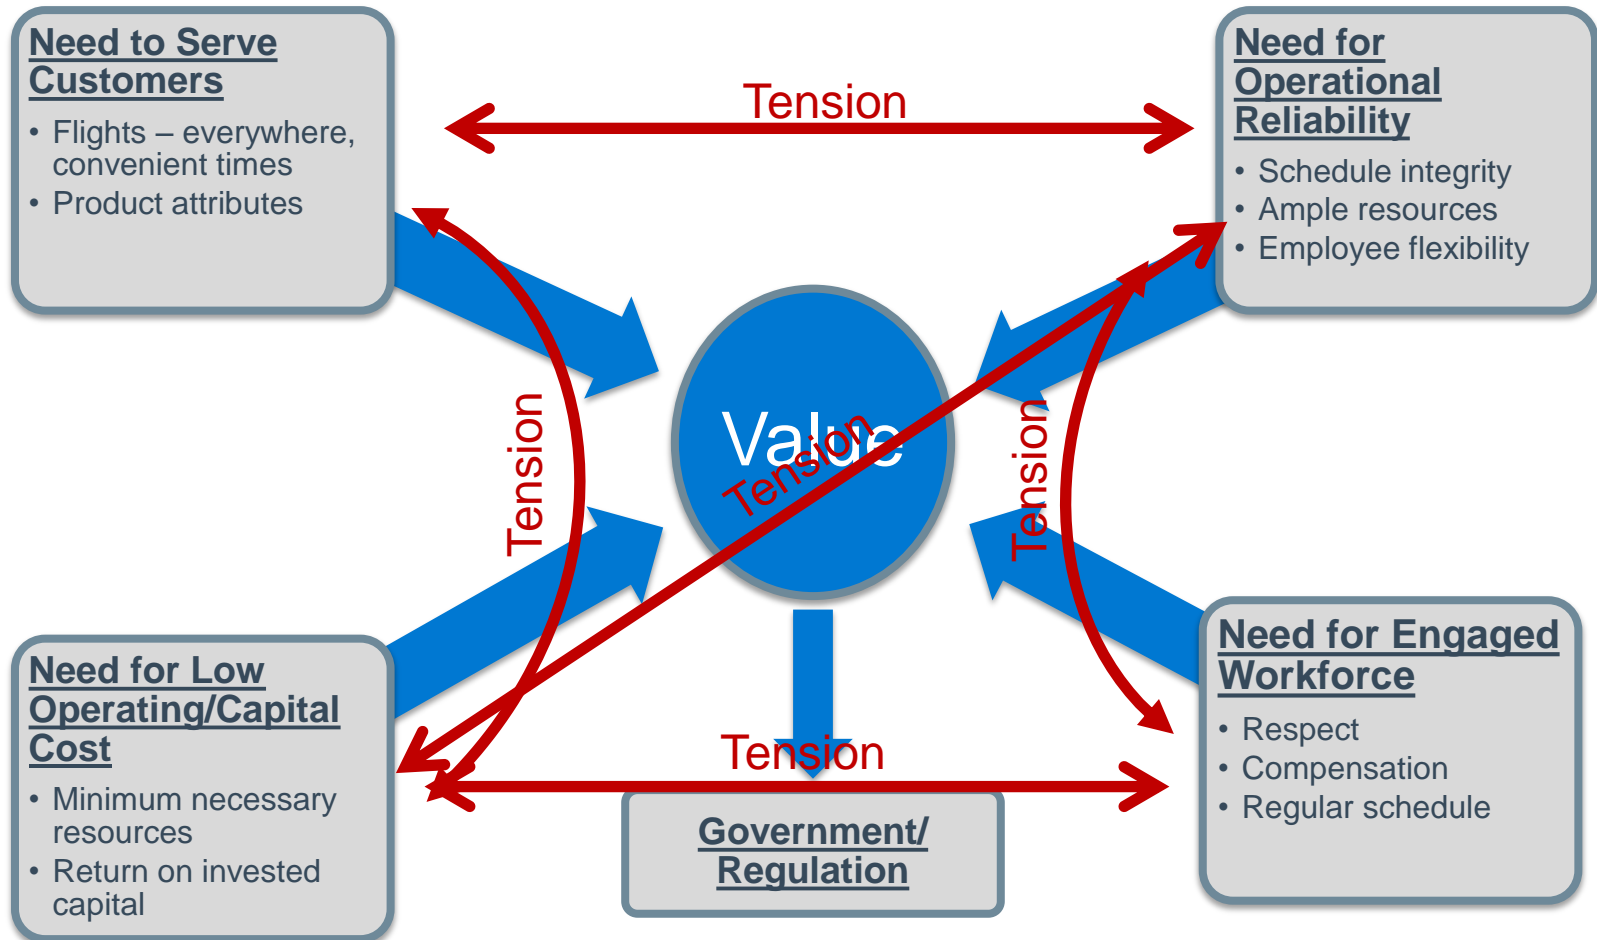 Need to Serve
Customers
• Flights – everywhere,
convenient times
• Product attributes
Tension
Need for
Operational
Reliability
• Schedule integrity
• Ample resources
• Employee flexibility
Tension
Value
Tension
Tension
Need for Low
Operating/Capital
Cost
• Minimum necessary
resources
• Return on invested
capital
Tension
Government/
Regulation
Need for Engaged
Workforce
• Respect
• Compensation
• Regular schedule